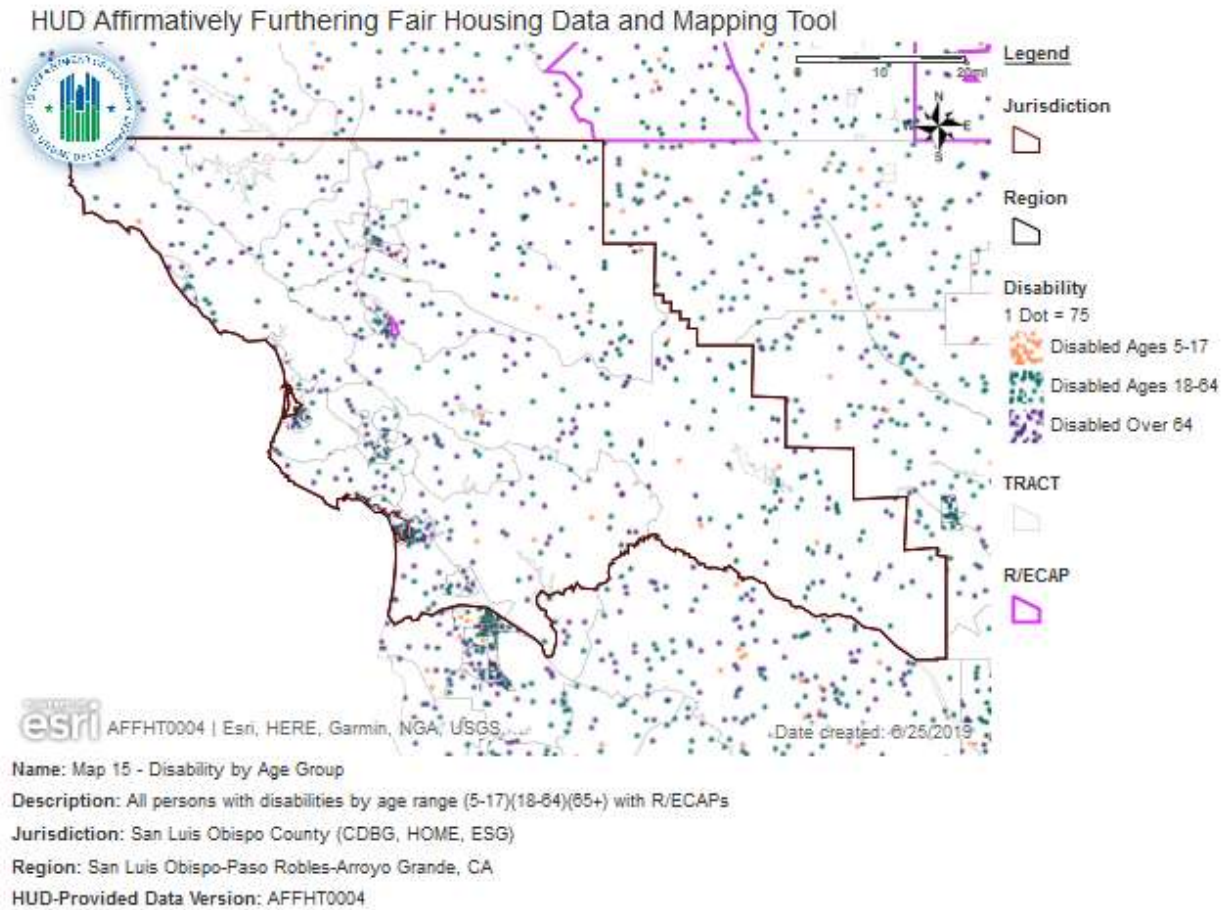 HUD Affirmatively Furthering Fair Housing Data and Mapping Tool
Legend
0 10 20mi
N
W E
S
Jurisdiction
Region
Disability
1 Dot = 75
Disabled Ages 5-17
Disabled Ages 18-64
Disabled Over 64
TRACT
R/ECAP
esri AFFHT0004 | Esri, HERE, Garmin, NGA, USGS,...
Date created: 6/25/2019
Name: Map 15 - Disability by Age Group
Description: All persons with disabilities by age range (5-17)(18-64)(65+) with R/ECAPs
Jurisdiction: San Luis Obispo County (CDBG, HOME, ESG)
Region: San Luis Obispo-Paso Robles-Arroyo Grande, CA
HUD-Provided Data Version: AFFHT0004